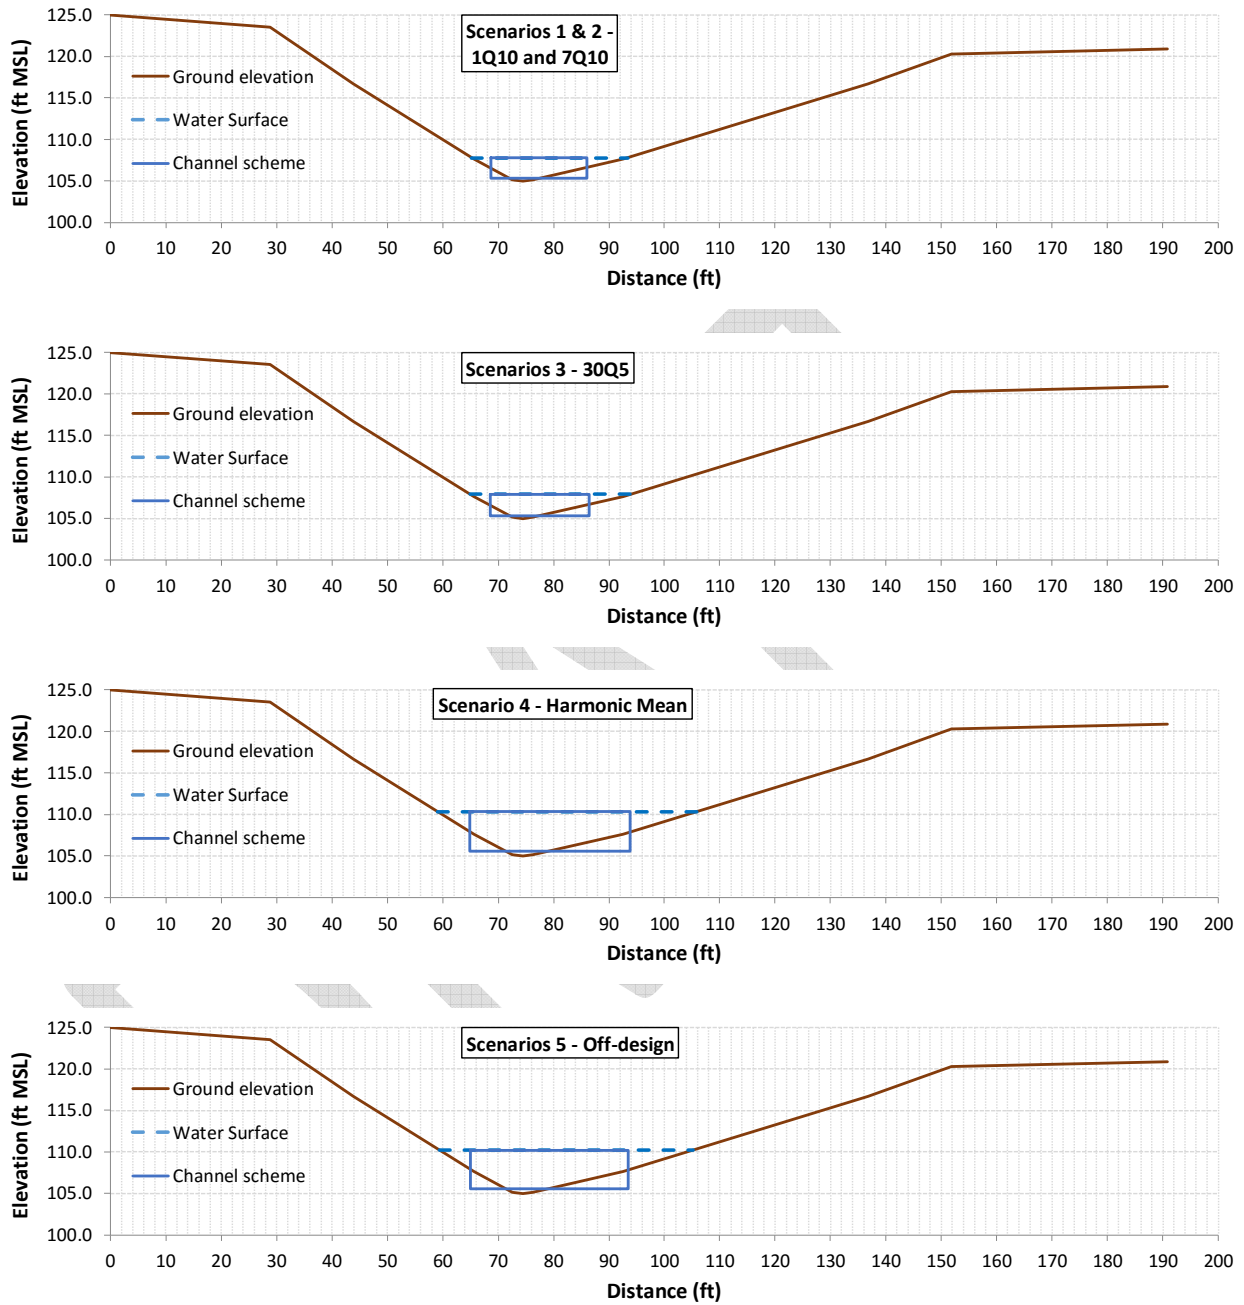 Elevation (ft MSL)
125.0
120.0
115.0
110.0
105.0
100.0
Scenarios 1 & 2 -
1Q10 and 7Q10
Ground elevation
Water Surface
Channel scheme
0 10 20 30 40 50 60 70 80 90 100 110 120 130 140 150 160 170 180 190 200
Distance (ft)
Elevation (ft MSL)
125.0
120.0
115.0
110.0
105.0
100.0
Scenarios 3 - 30Q5
Ground elevation
Water Surface
Channel scheme
0 10 20 30 40 50 60 70 80 90 100 110 120 130 140 150 160 170 180 190 200
Distance (ft)
Elevation (ft MSL)
125.0
120.0
115.0
110.0
105.0
100.0
Scenario 4 - Harmonic Mean
Ground elevation
Water Surface
Channel scheme
0 10 20 30 40 50 60 70 80 90 100 110 120 130 140 150 160 170 180 190 200
Distance (ft)
Elevation (ft MSL)
125.0
120.0
115.0
110.0
105.0
100.0
Scenarios 5 - Off-design
Ground elevation
Water Surface
Channel scheme
0 10 20 30 40 50 60 70 80 90 100 110 120 130 140 150 160 170 180 190 200
Distance (ft)